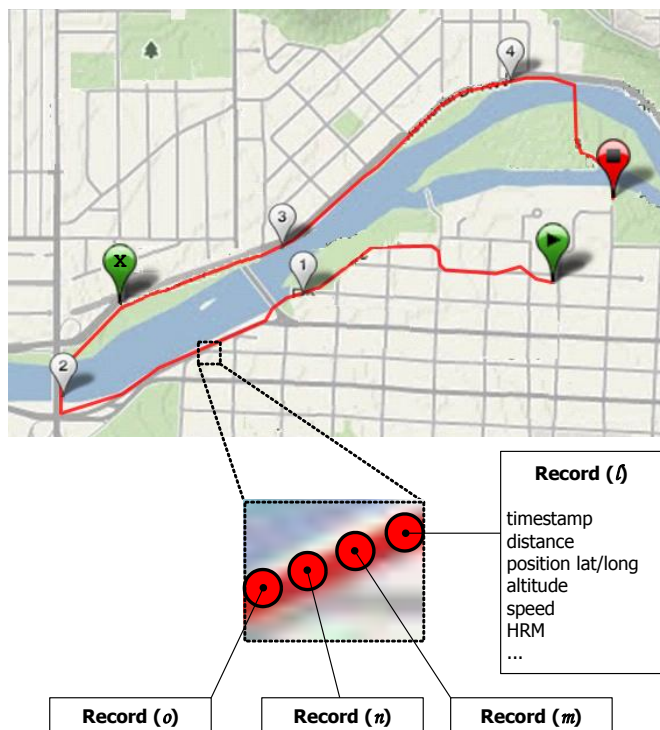 4
3
X
1
2
Record (l)
timestamp
distance
position lat/long
altitude
speed
HRM
...
Record (o)
Record (n)
Record (m)